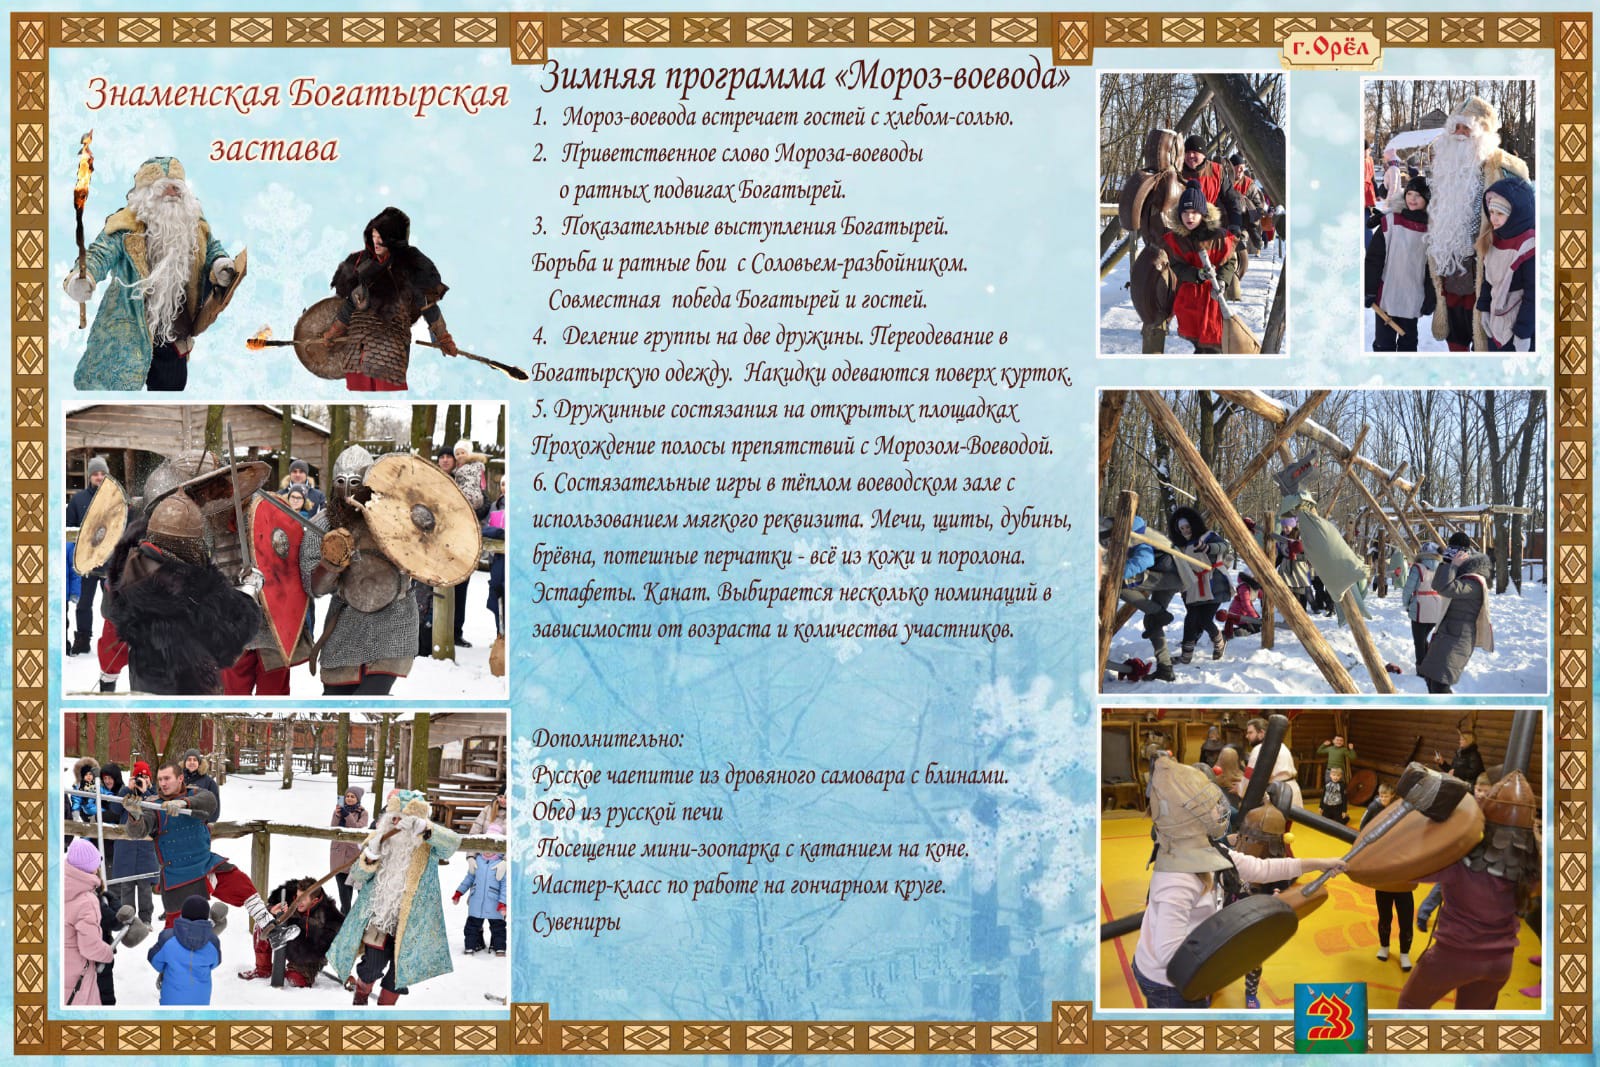 Знаменская Богатырская
застава
Зимняя программа «Мороз-воевода»
1. Мороз-воевода встречает гостей с хлебом-солью.
2. Приветственное слово Мороза-воеводы
о ратных подвигах Богатырей.
3. Показательные выступления Богатырей.
Борьба и ратные бои с Соловьем-разбойником.
Совместная победа Богатырей и гостей.
4. Деление группы на две дружины. Переодевание в
Богатырскую одежду. Накидки одеваются поверх курток.
5. Дружинные состязания на открытых площадках
Прохождение полосы препятствий с Морозом-Воеводой.
6. Состязательные игры в тёплом воеводском зале с
использованием мягкого реквизита. Мечи, щиты, дубины,
брёвна, потешные перчатки - всё из кожи и поролона.
Эстафеты. Канат. Выбирается несколько номинаций в
зависимости от возраста и количества участников.
Дополнительно:
Русское чаепитие из дровяного самовара с блинами.
Обед из русской печи
Посещение мини-зоопарка с катанием на коне.
Мастер-класс по работе на гончарном круге.
Сувениры
г. Орёл